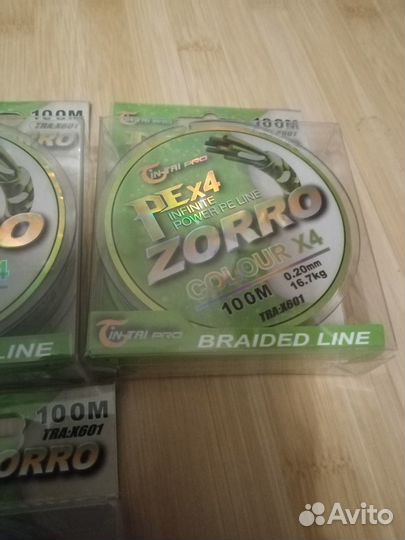 100M
TRA:X601
100M
TIN-TAI PRO
PEX4
INFINITE
POWER PE LINE
ZORRO
COLOUR X4
0.20mm
16.7kg
100M
TRA:X601
TIN-TAI PRO
BRAIDED LINE
LINE
100M
TRA:X601
ZORRO
Avito